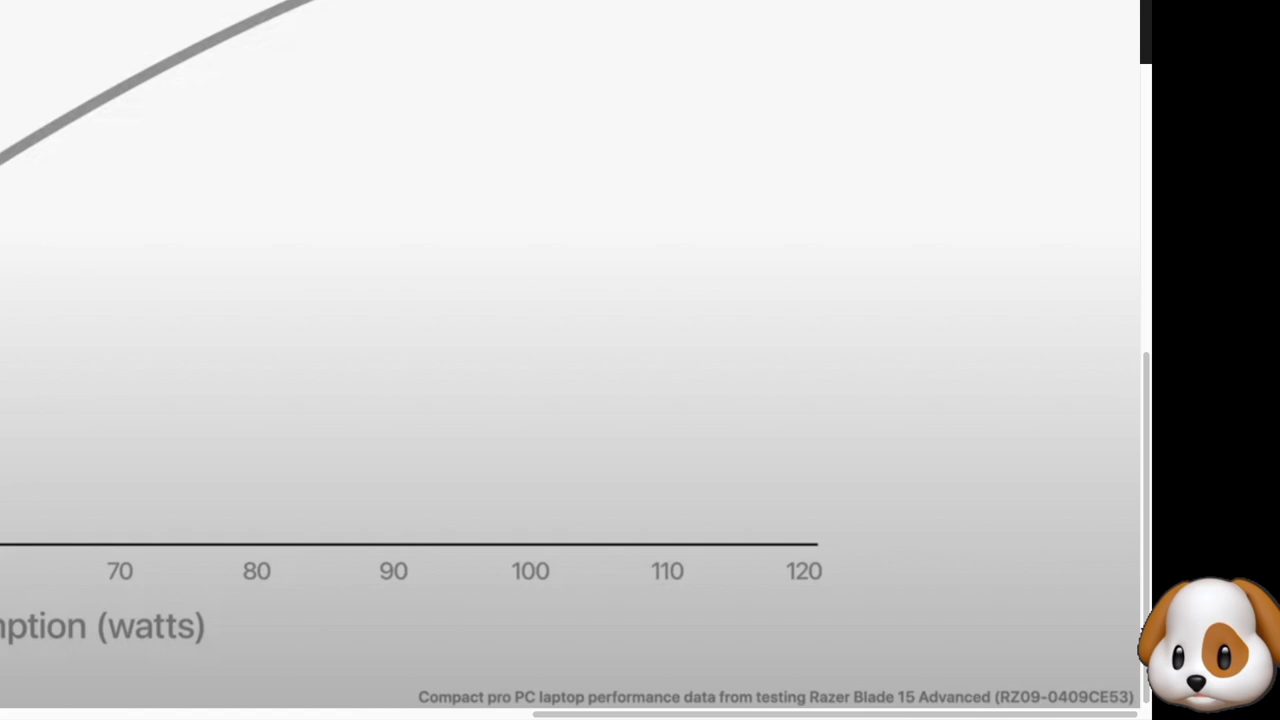 70 80 90 100 110 120
mption (watts)
Compact pro PC laptop performance data from testing Razer Blade 15 Advanced (RZ09-0409CE53)